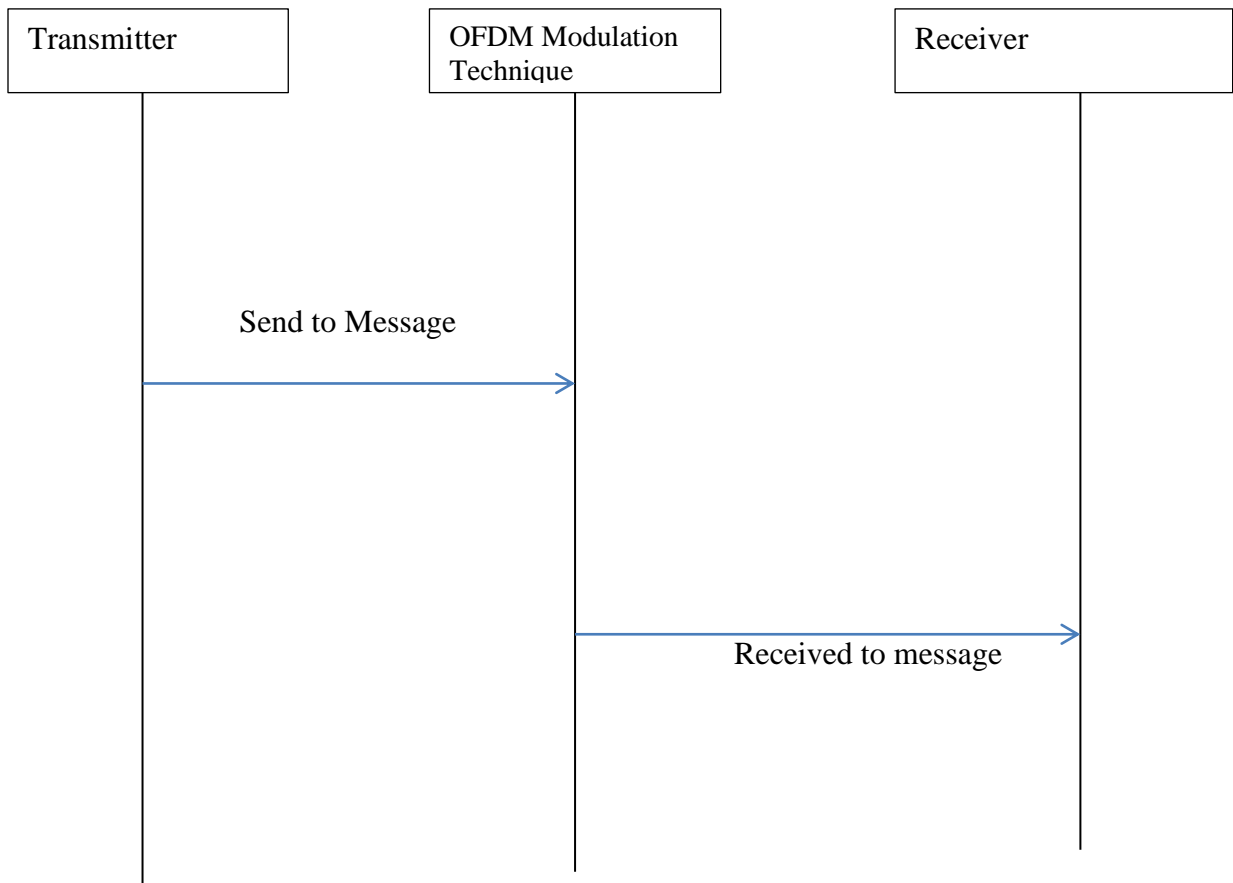 Transmitter
OFDM Modulation
Technique
Receiver
Send to Message
Received to message